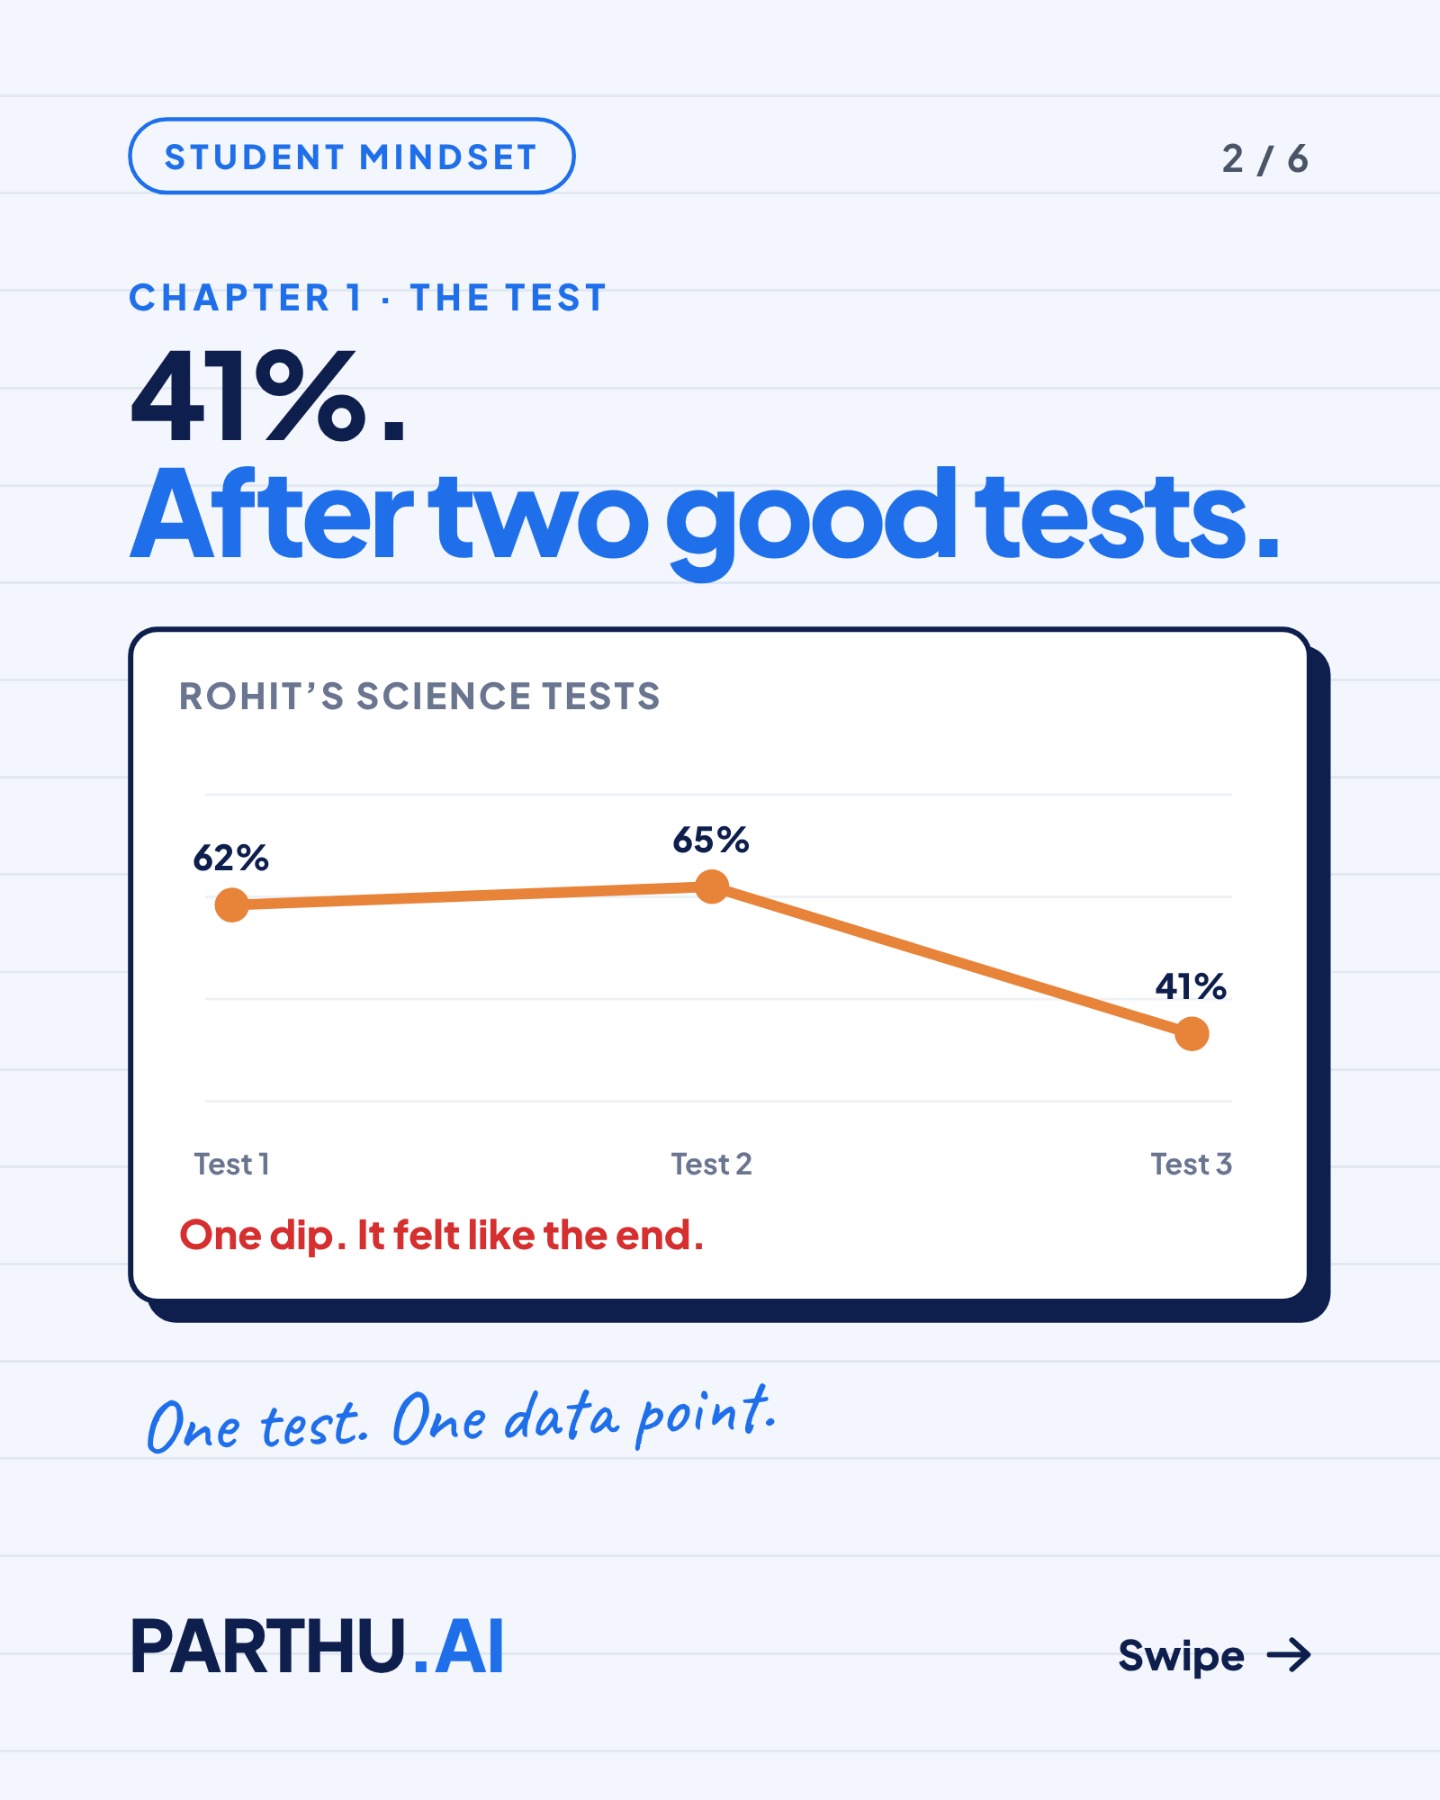 STUDENT MINDSET
2 / 6
CHAPTER 1 · THE TEST
41%.
After two good tests.
ROHIT’S SCIENCE TESTS
62%
65%
41%
Test 1
Test 2
Test 3
One dip. It felt like the end.
One test. One data point.
PARTHU.AI
Swipe →